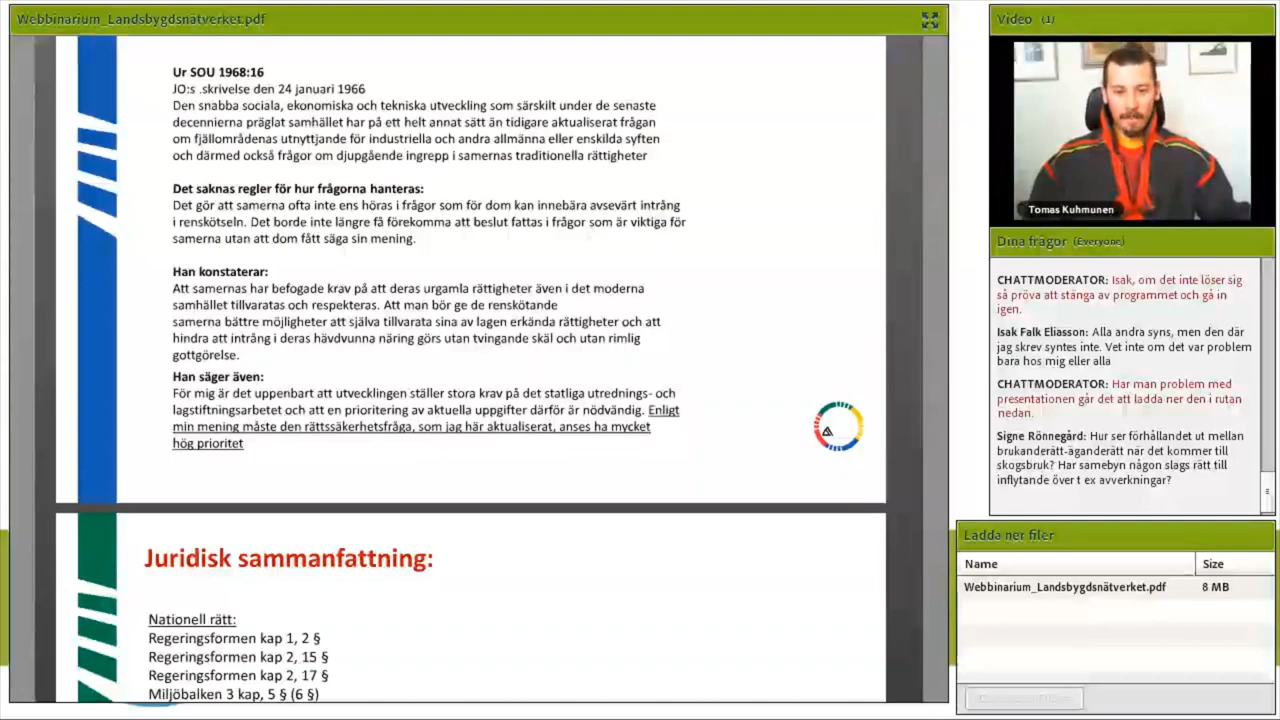 Webbinarium_Landsbygdsnätverket.pdf
Ur SOU 1968:16
JO:s .skrivelse den 24 januari 1966
Den snabba sociala, ekonomiska och tekniska utveckling som särskilt under de senaste
decennierna präglat samhället har på ett helt annat sätt än tidigare aktualiserat frågan
om fjällområdenas utnyttjande för industriella och andra allmänna eller enskilda syften
och därmed också frågor om djupgående ingrepp i samernas traditionella rättigheter
Det saknas regler för hur frågorna hanteras:
Det gör att samerna ofta inte ens höras i frågor som för dom kan innebära avsevärt intrång
i renskötseln. Det borde inte längre få förekomma att beslut fattas i frågor som är viktiga för
samerna utan att dom fått säga sin mening.
Han konstaterar:
Att samernas har befogade krav på att deras urgamla rättigheter även i det moderna
samhället tillvaratas och respekteras. Att man bör ge de renskötande
samerna bättre möjligheter att själva tillvarata sina av lagen erkända rättigheter och att
hindra att intrång i deras hävdvunna näring görs utan tvingande skäl och utan rimlig
gottgörelse.
Han säger även:
För mig är det uppenbart att utvecklingen ställer stora krav på det statliga utrednings- och
lagstiftningsarbetet och att en prioritering av aktuella uppgifter därför är nödvändig. Enligt
min mening måste den rättssäkerhetsfråga, som jag här aktualiserat, anses ha mycket
hög prioritet
Juridisk sammanfattning:
Nationell rätt:
Regeringsformen kap 1, 2 §
Regeringsformen kap 2, 15 §
Regeringsformen kap 2, 17 §
Miljöbalken 3 kap, 5 § (6 §)
Video (1)
Tomas Kuhmunen
Dina frågor (Everyone)
CHATTMODERATOR: Isak, om det inte löser sig
så pröva att stänga av programmet och gå in
igen.
Isak Falk Eliasson: Alla andra syns, men den där
jag skrev syntes inte. Vet inte om det var problem
bara hos mig eller alla
CHATTMODERATOR: Har man problem med
presentationen går det att ladda ner den i rutan
nedan.
Signe Rönnegård: Hur ser förhållandet ut mellan
brukanderätt-äganderätt när det kommer till
skogsbruk? Har samebyn någon slags rätt till
inflytande över t ex avverkningar?
Ladda ner filer
Name Size
Webbinarium_Landsbygdsnätverket.pdf 8 MB